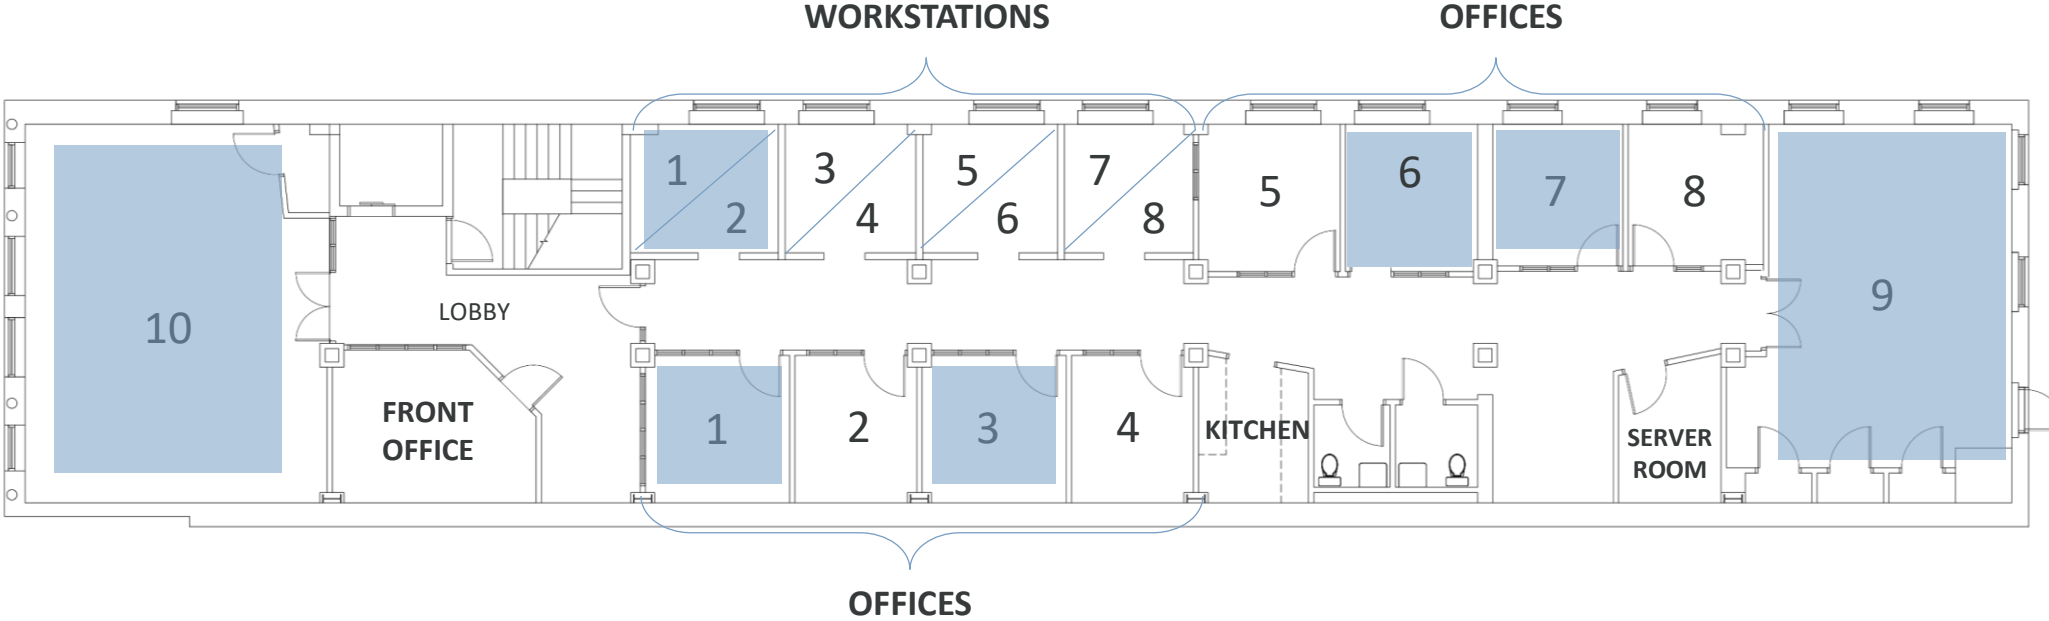 WORKSTATIONS
OFFICES
1
2
3
4
5
6
7
8
5
6
7
8
10
LOBBY
9
FRONT
OFFICE
1
2
3
4
KITCHEN
SERVER
ROOM
OFFICES